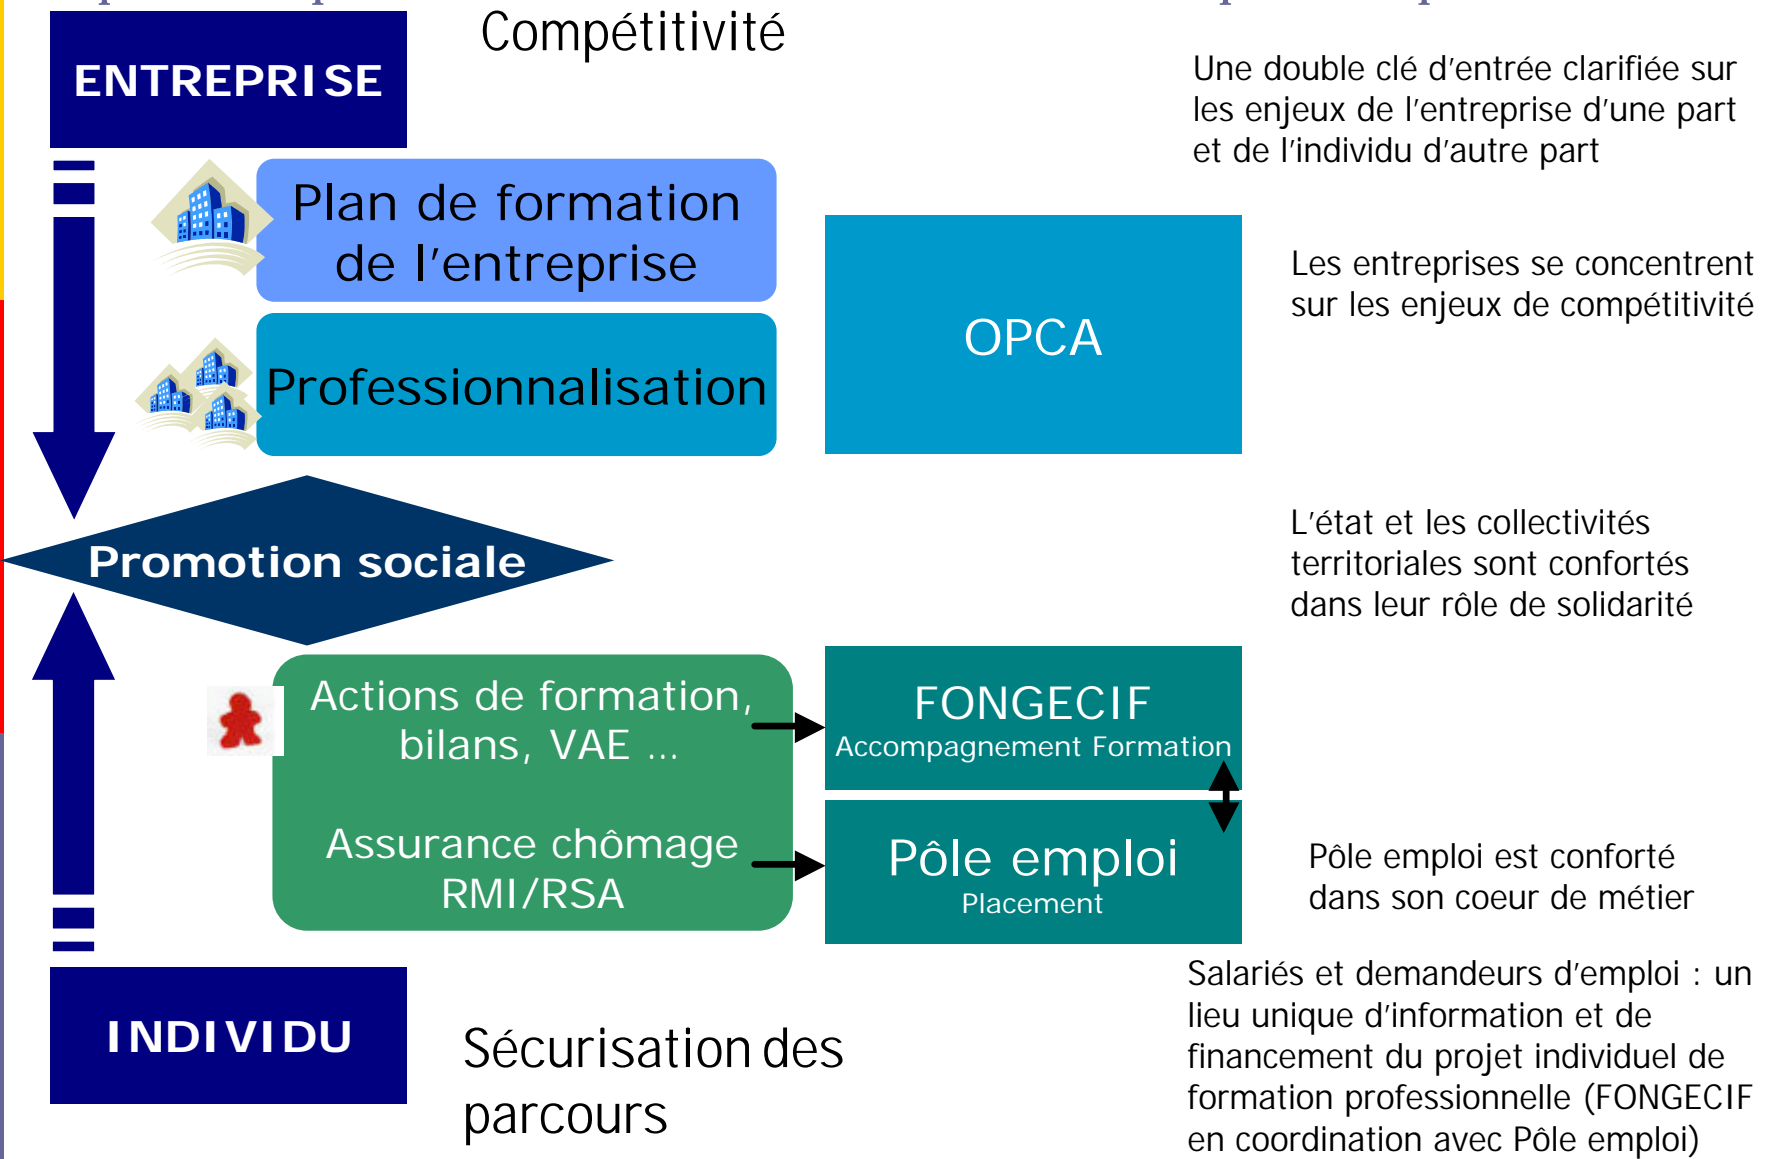 Compétitivité
ENTREPRISE
Une double clé d'entrée clarifiée sur
les enjeux de l'entreprise d'une part
et de l'individu d'autre part
Plan de formation
de l'entreprise
OPCA
Les entreprises se concentrent
sur les enjeux de compétitivité
Professionnalisation
Promotion sociale
L'état et les collectivités
territoriales sont confortés
dans leur rôle de solidarité
Actions de formation,
bilans, VAE ...
FONGECIF
Accompagnement Formation
Assurance chômage
RMI/RSA
Pôle emploi
Placement
Pôle emploi est conforté
dans son coeur de métier
INDIVIDU
Sécurisation des
parcours
Salariés et demandeurs d'emploi : un
lieu unique d'information et de
financement du projet individuel de
formation professionnelle (FONGECIF
en coordination avec Pôle emploi)